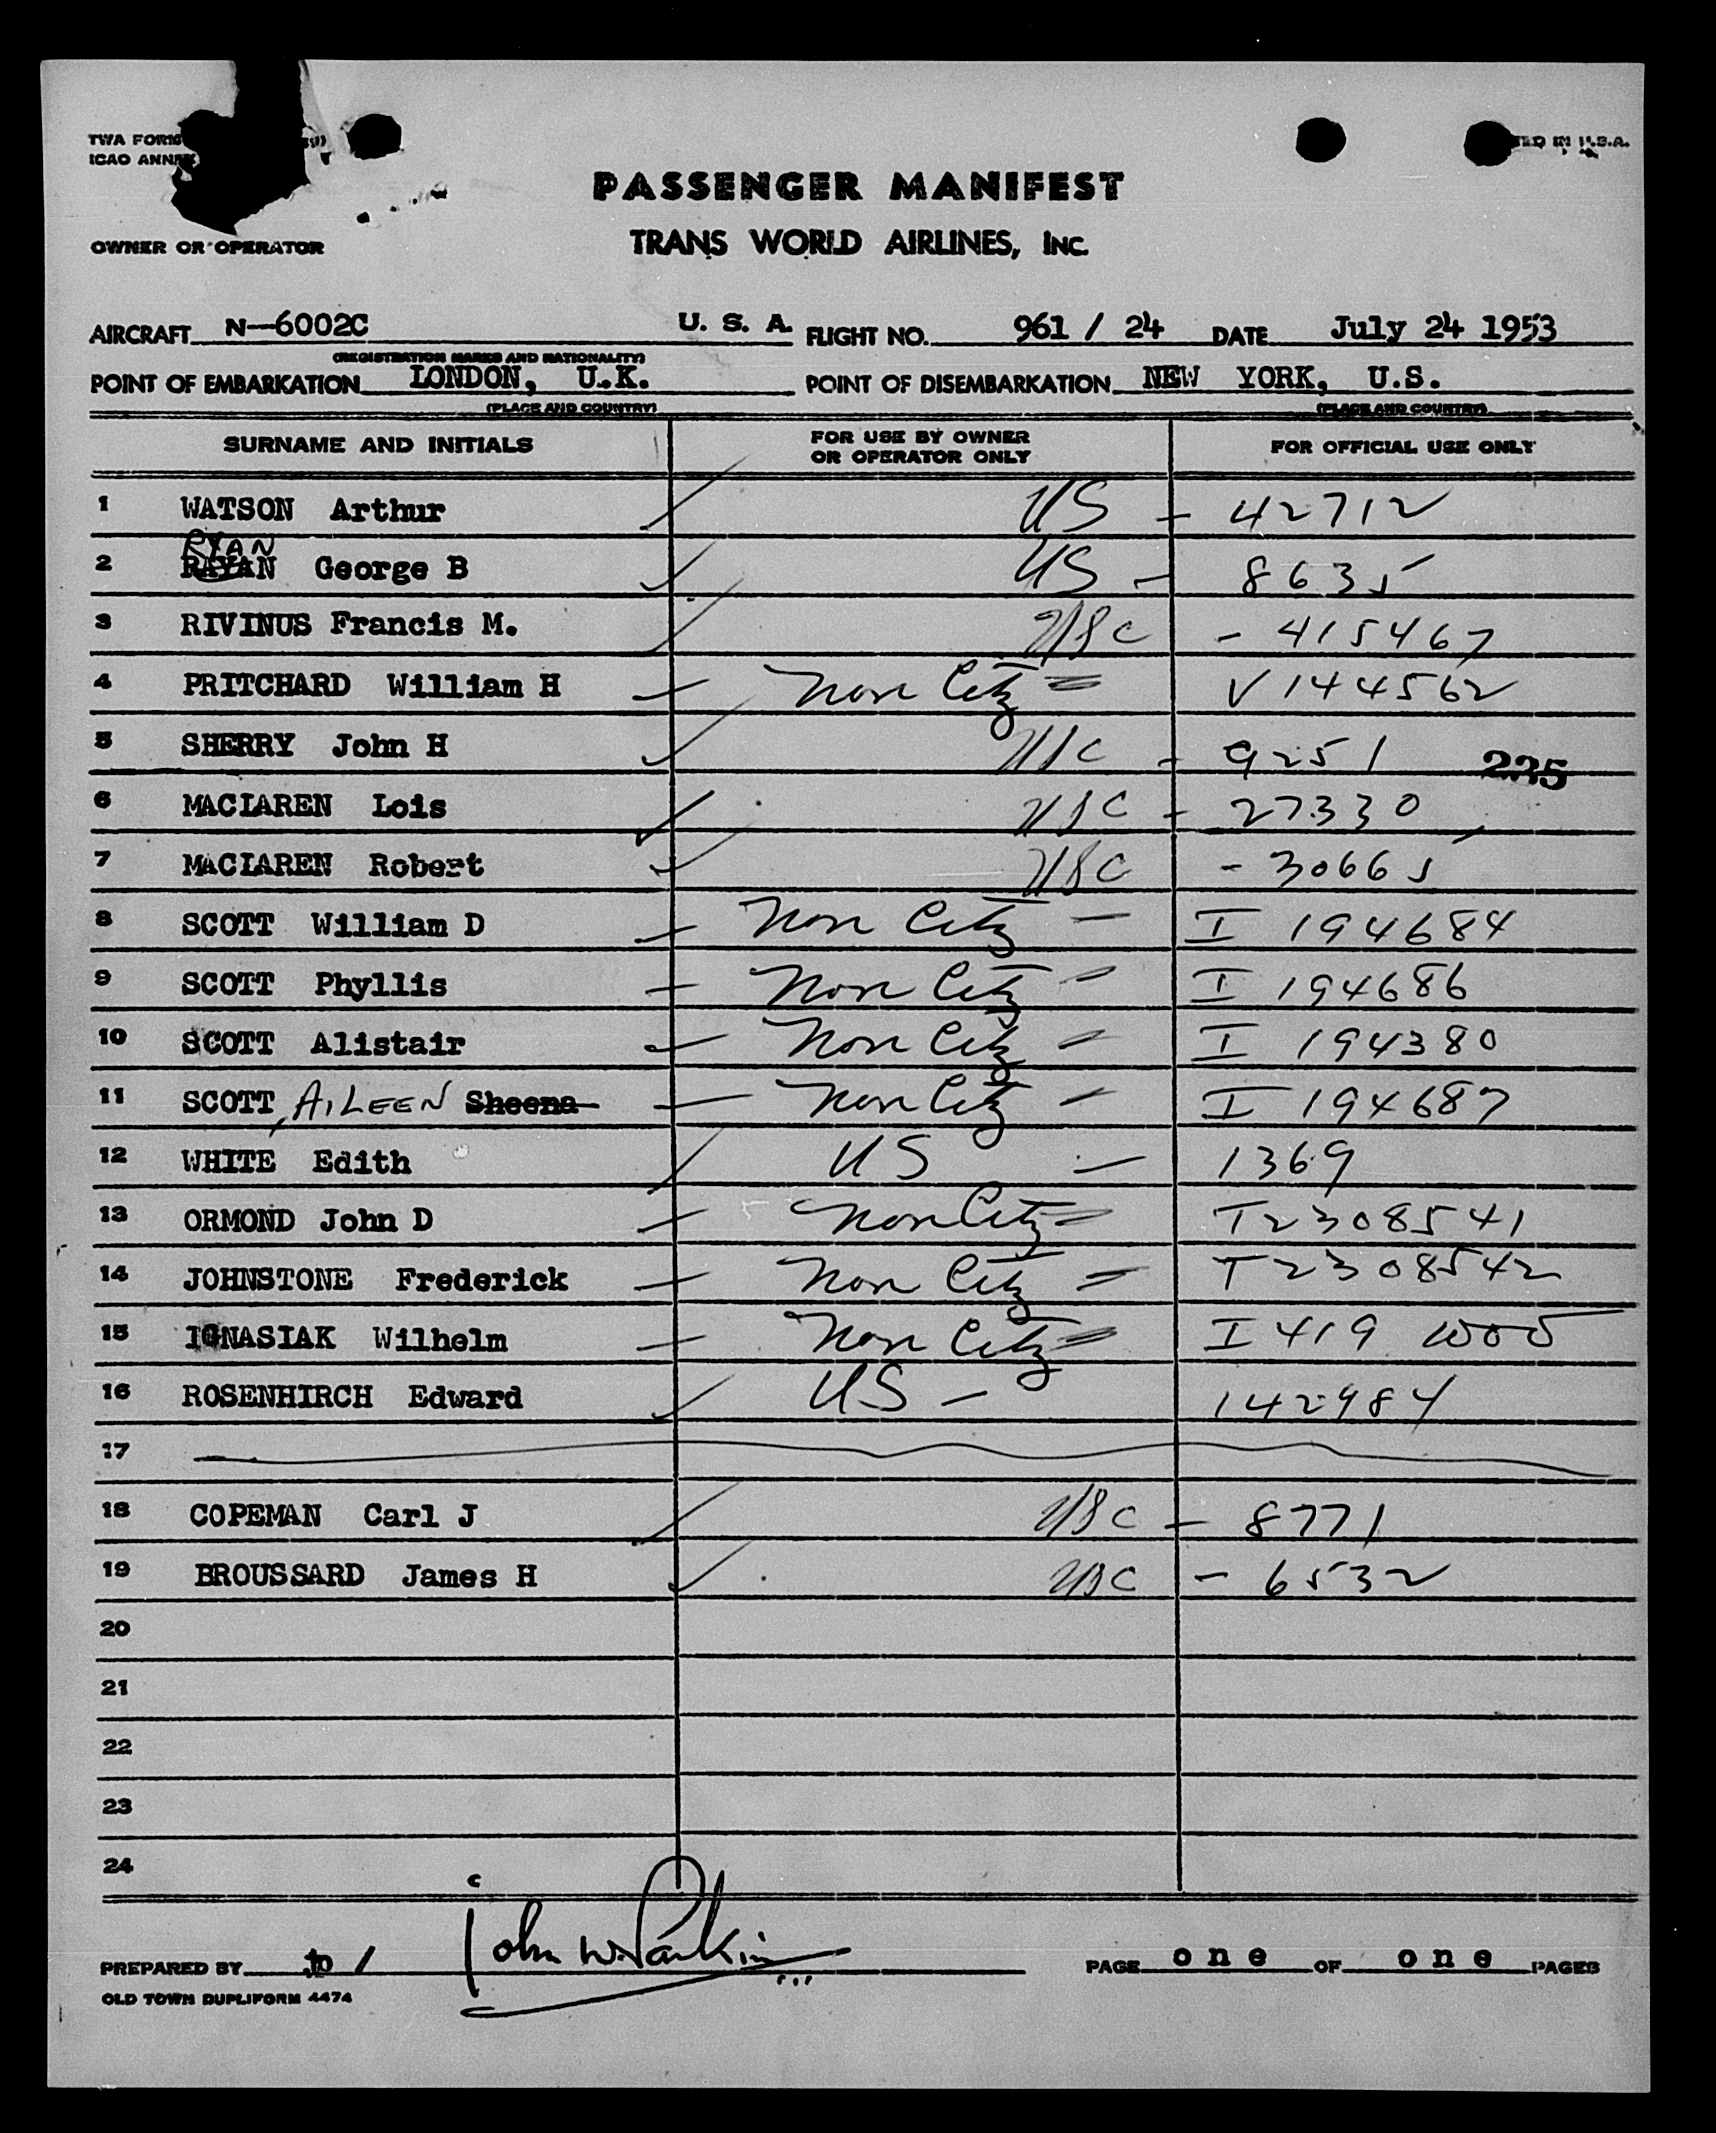 TWA FORM
ICAO ANNEX
ED IN U.S.A.
PASSENGER MANIFEST
OWNER OR OPERATOR
TRANS WORLD AIRLINES, INC.
AIRCRAFT N-6002C U. S. A. FLIGHT NO. 961 / 24 DATE July 24 1953
(REGISTRATION MARKS AND NATIONALITY)
POINT OF EMBARKATION LONDON, U.K. POINT OF DISEMBARKATION NEW YORK, U.S.
(PLACE AND COUNTRY) (PLACE AND COUNTRY)
SURNAME AND INITIALS FOR USE BY OWNER OR OPERATOR ONLY FOR OFFICIAL USE ONLY
1 WATSON Arthur US - 42712
RYAN
2 RAYAN George B US - 8635
3 RIVINUS Francis M. USC - 415467
4 PRITCHARD William H Non Citz = V 144562
5 SHERRY John H USC - 9251 235
6 MACLAREN Lois USC - 27330
7 MACLAREN Robert USC - 30665
8 SCOTT William D Non Citz - I 194684
9 SCOTT Phyllis Non Citz - I 194686
10 SCOTT Alistair Non Citz - I 194380
11 SCOTT, AILEEN Sheena Non Citz - I 194687
12 WHITE Edith US - 1369
13 ORMOND John D Non Citz = T2308541
14 JOHNSTONE Frederick Non Citz = T2308542
15 IGNASIAK Wilhelm Non Citz = I 419
16 ROSENHIRCH Edward US - 142984
17
18 COPEMAN Carl J USC - 8771
19 BROUSSARD James H USC - 6532
20
21
22
23
24
PREPARED BY jp / John W. Parkin PAGE one OF one PAGES
OLD TOWN DUPLIFORM 4474